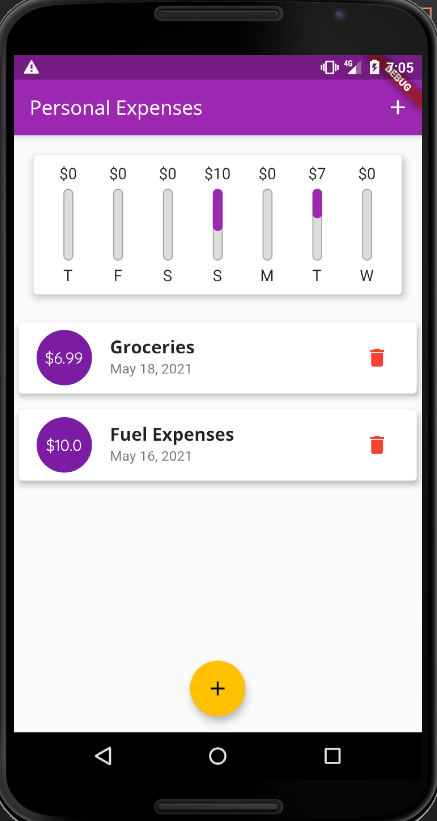 4G 7:05
DEBUG
Personal Expenses +
$0 $0 $0 $10 $0 $7 $0
T F S S M T W
$6.99
Groceries
May 18, 2021
$10.0
Fuel Expenses
May 16, 2021
+